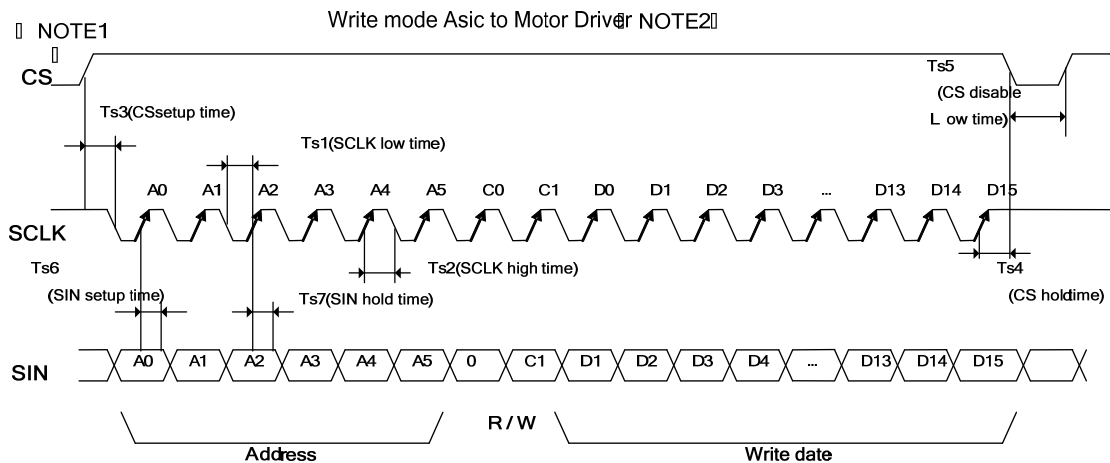 Write mode Asic to Motor Driver NOTE2
NOTE1
CS
Ts5
(CS disable
L ow time)
Ts3(CSsetup time)
Ts1(SCLK low time)
A0 A1 A2 A3 A4 A5 C0 C1 D0 D1 D2 D3 ... D13 D14 D15
SCLK
Ts6
(SIN setup time)
Ts7(SIN hold time)
Ts2(SCLK high time)
Ts4
(CS holdtime)
SIN
A0 A1 A2 A3 A4 A5 0 C1 D1 D2 D3 D4 ... D13 D14 D15
R / W
Address
Write date